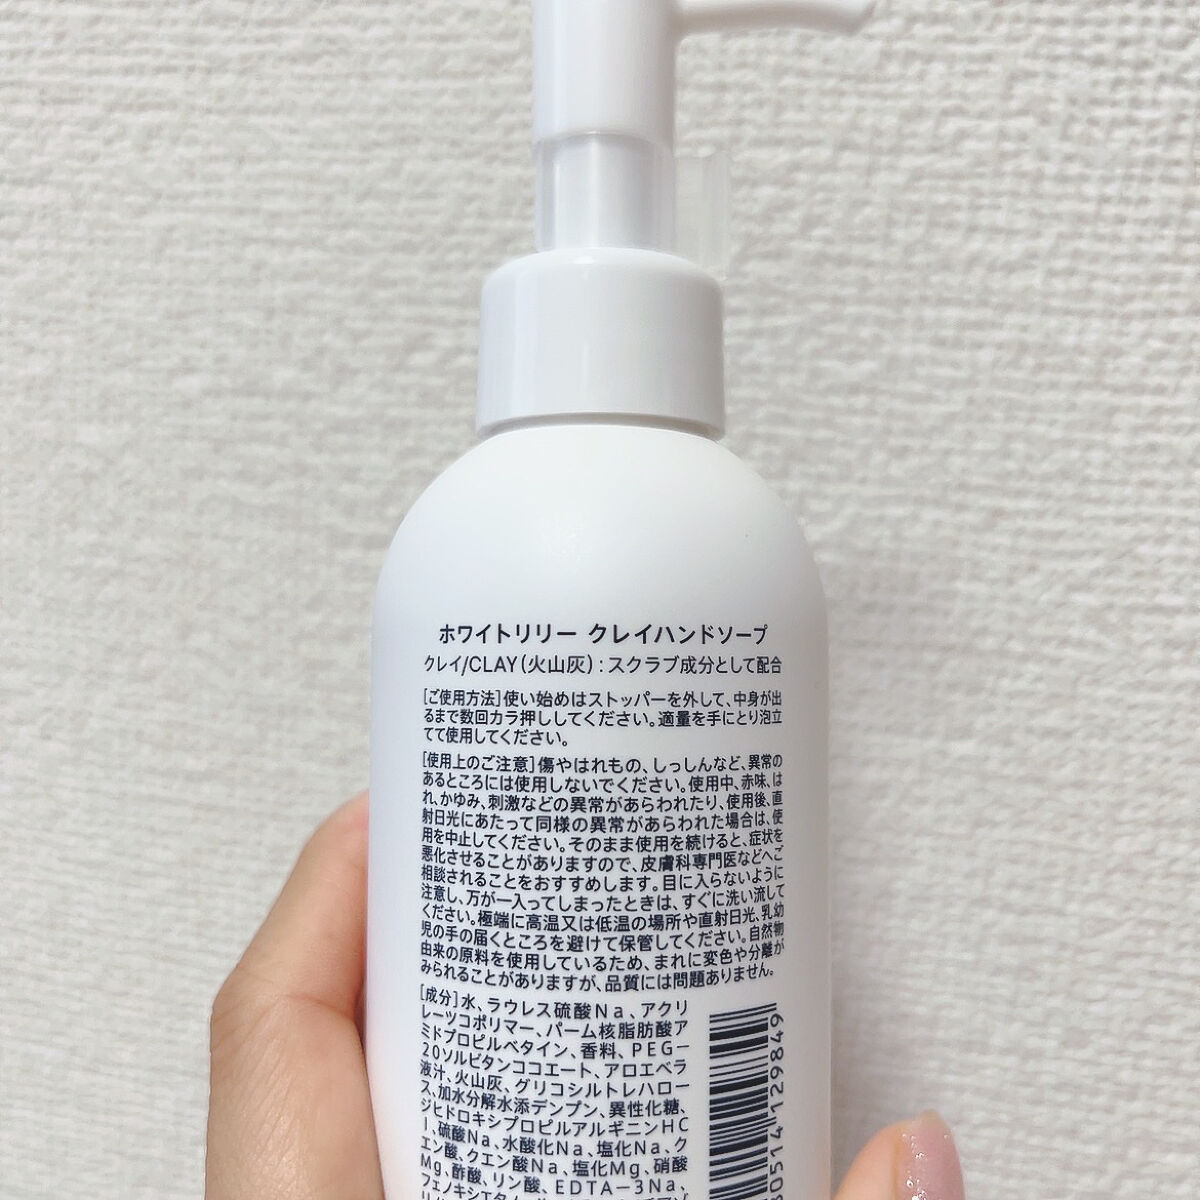 ホワイトリリー クレイハンドソープ
クレイ/CLAY(火山灰):スクラブ成分として配合
[ご使用方法]使い始めはストッパーを外して、中身が出
るまで数回カラ押ししてください。適量を手にとり泡立
てて使用してください。
[使用上のご注意]傷やはれもの、しっしんなど、異常の
あるところには使用しないでください。使用中、赤味、は
れ、かゆみ、刺激などの異常があらわれたり、使用後、直
射日光にあたって同様の異常があらわれた場合は、使
用を中止してください。そのまま使用を続けると、症状を
悪化させることがありますので、皮膚科専門医などへご
相談されることをおすすめします。目に入らないように
注意し、万が一入ってしまったときは、すぐに洗い流して
ください。極端に高温又は低温の場所や直射日光、乳幼
児の手の届くところを避けて保管してください。自然物
由来の原料を使用しているため、まれに変色や分離が
みられることがありますが、品質には問題ありません。
[成分]水、ラウレス硫酸Na、アクリ
レーツコポリマー、パーム核脂肪酸ア
ミドプロピルベタイン、香料、PEG-
20ソルビタンココエート、アロエベラ
液汁、火山灰、グリコシルトレハロー
ス、加水分解水添デンプン、異性化糖、
ジヒドロキシプロピルアルギニンHC
l、硫酸Na、水酸化Na、塩化Na、ク
エン酸、クエン酸Na、塩化Mg、硝酸
Mg、酢酸、リン酸、EDTA-3Na、
フェノキシエタノ
80514 129849